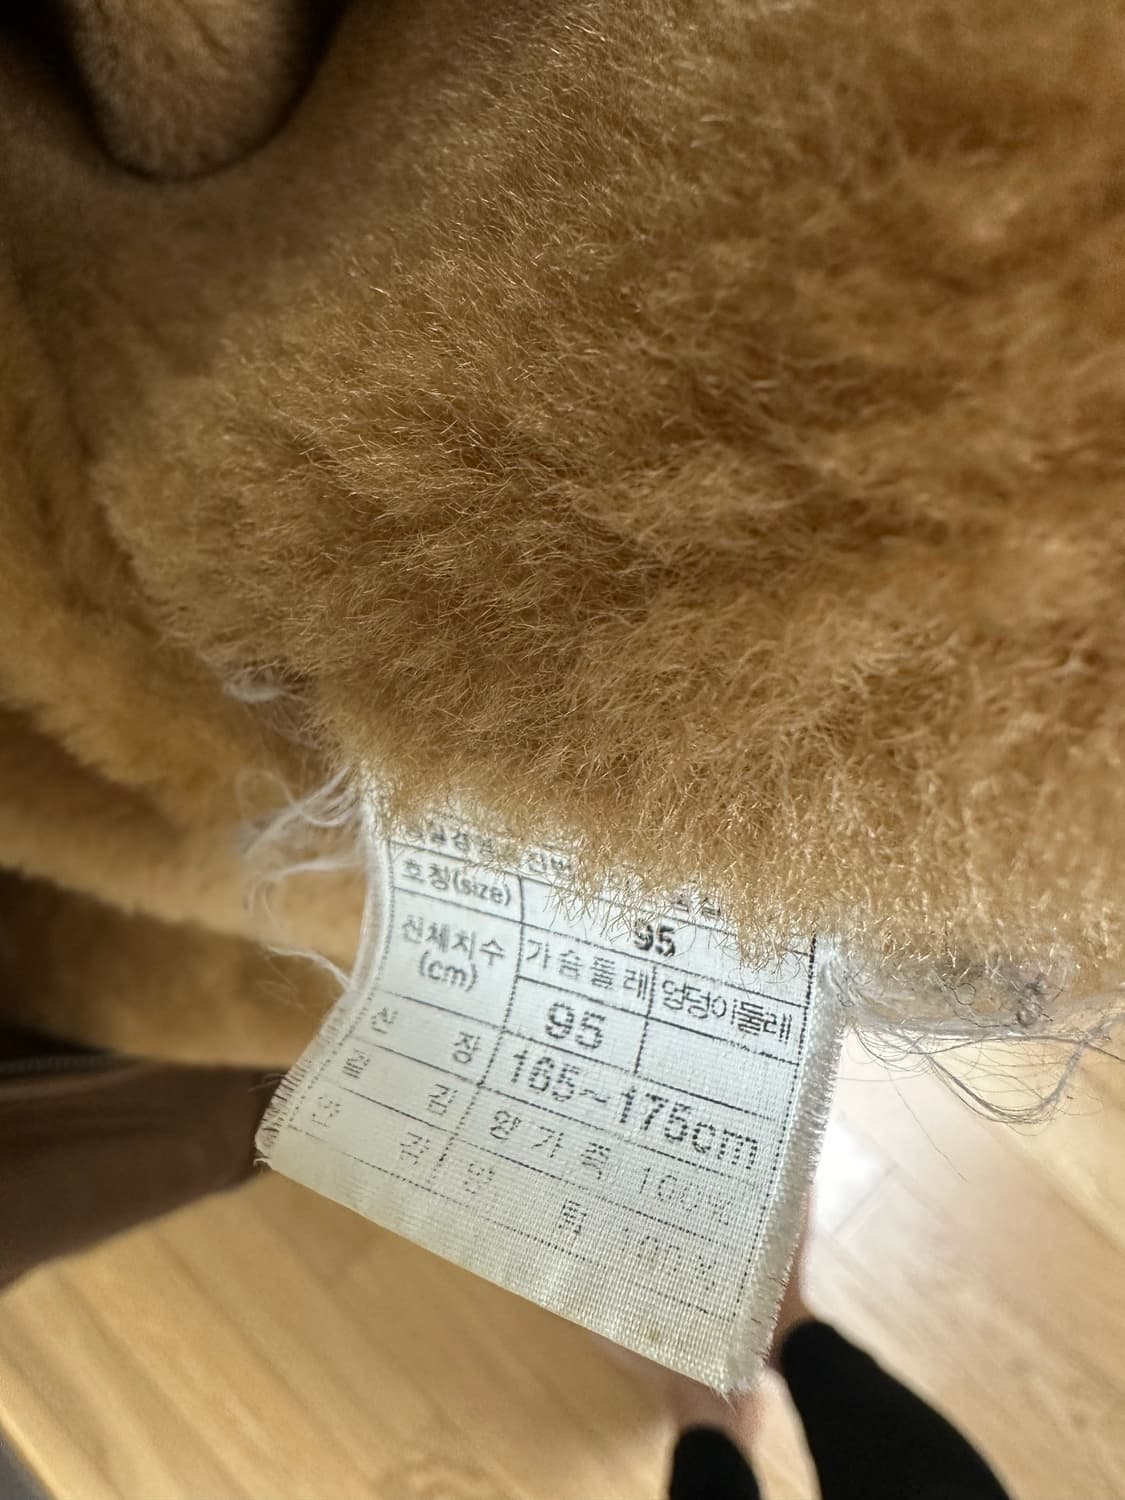 호칭(size) 95
신체치수(cm) 가슴둘레 엉덩이둘레
95
신장 165~175cm
겉감 양가죽 100%
안감 양털 100%